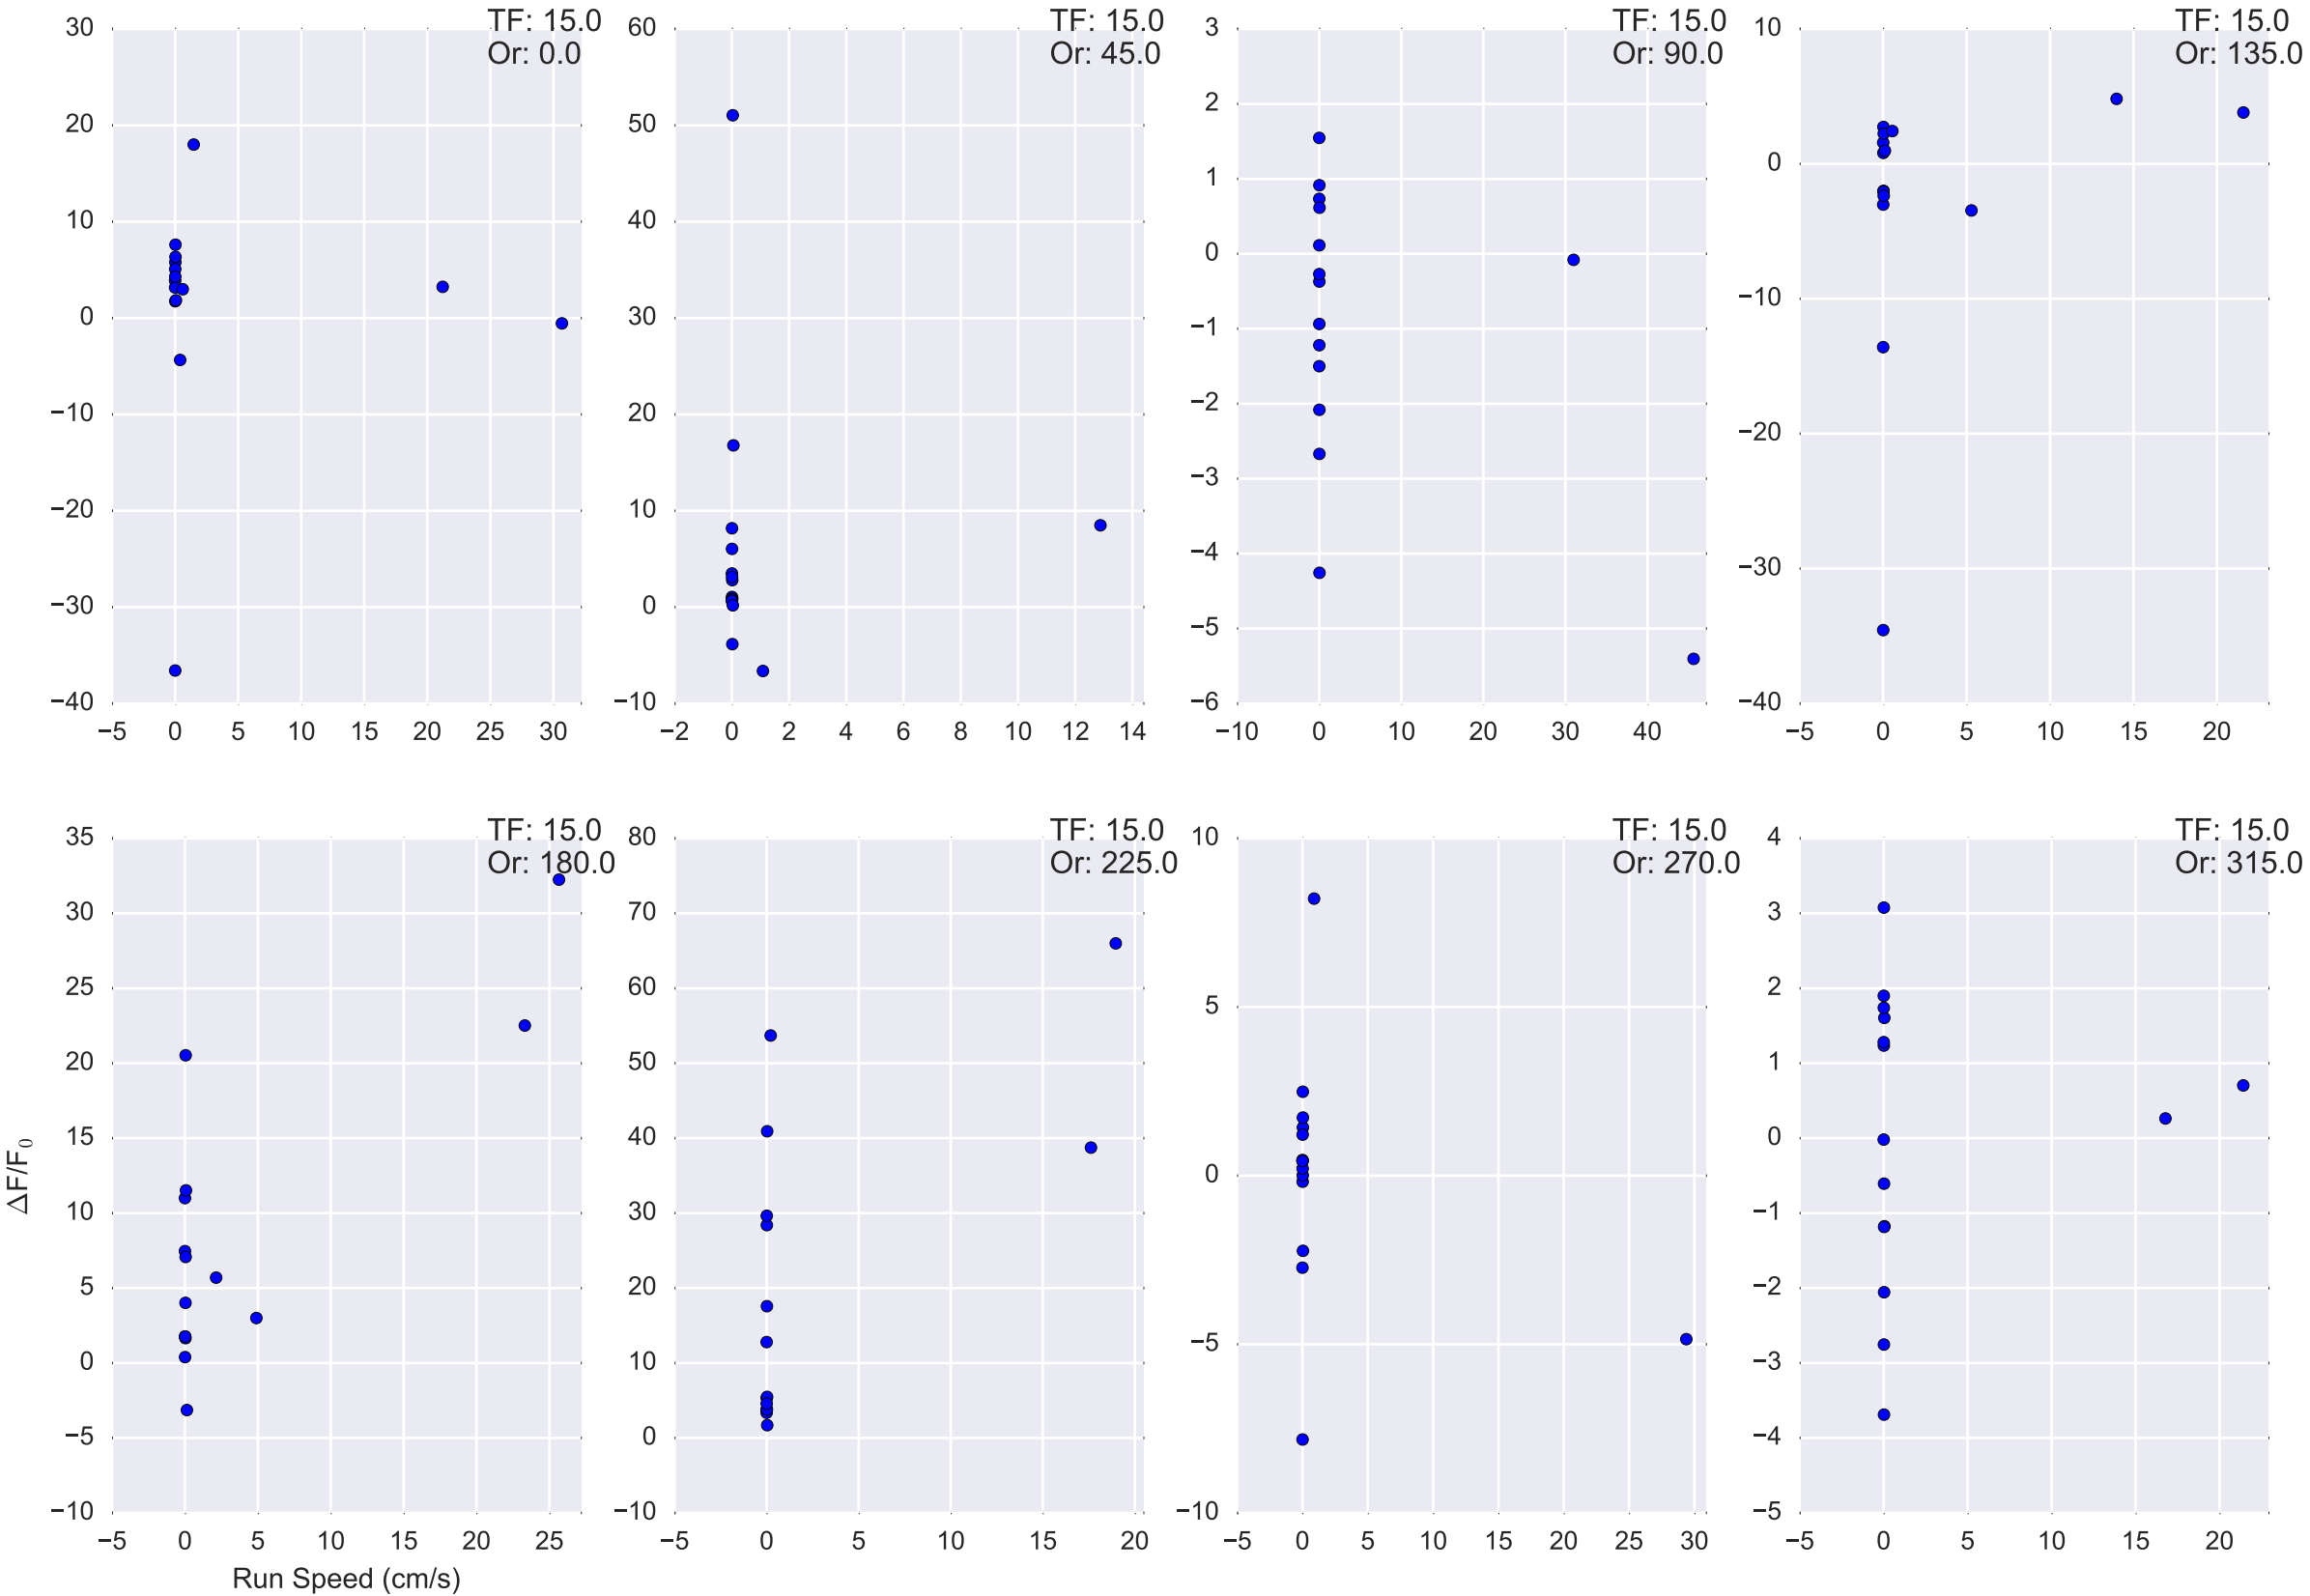 TF: 15.0
Or: 0.0
30
20
10
0
−10
−20
−30
−40
−5 0 5 10 15 20 25 30
TF: 15.0
Or: 45.0
60
50
40
30
20
10
0
−10
−2 0 2 4 6 8 10 12 14
TF: 15.0
Or: 90.0
3
2
1
0
−1
−2
−3
−4
−5
−6
−10 0 10 20 30 40
TF: 15.0
Or: 135.0
10
0
−10
−20
−30
−40
−5 0 5 10 15 20
TF: 15.0
Or: 180.0
35
30
25
20
15
10
5
0
−5
−10
−5 0 5 10 15 20 25
ΔF/F₀
Run Speed (cm/s)
TF: 15.0
Or: 225.0
80
70
60
50
40
30
20
10
0
−10
−5 0 5 10 15 20
TF: 15.0
Or: 270.0
10
5
0
−5
−10
−5 0 5 10 15 20 25 30
TF: 15.0
Or: 315.0
4
3
2
1
0
−1
−2
−3
−4
−5
−5 0 5 10 15 20